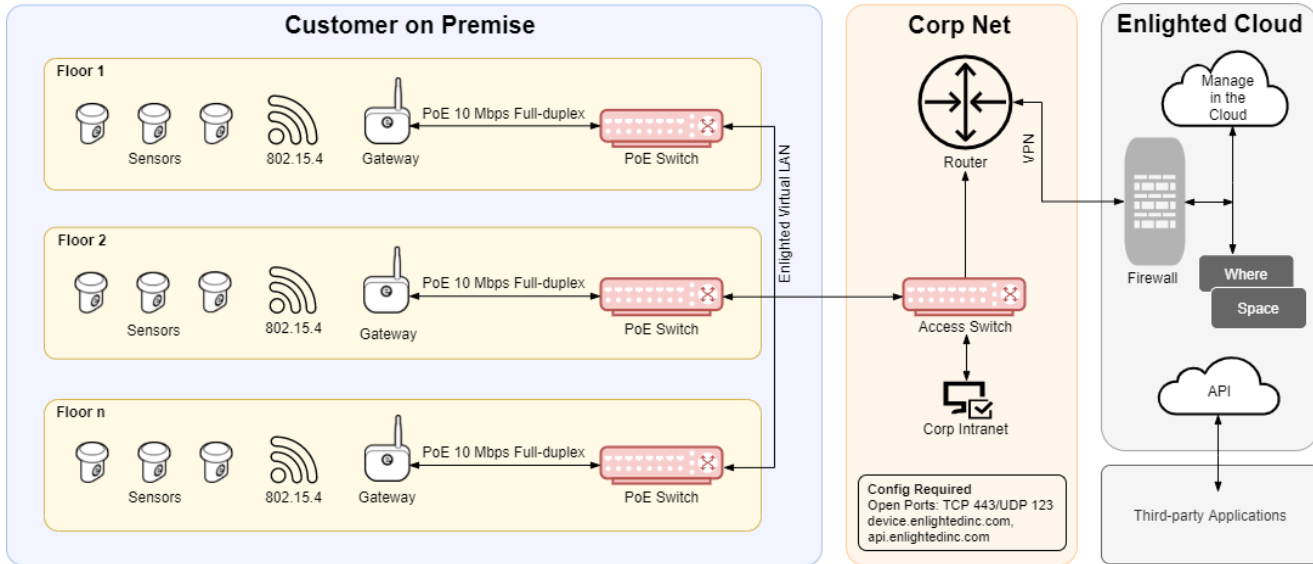 Customer on Premise
Floor 1
Sensors
802.15.4
Gateway
PoE 10 Mbps Full-duplex
PoE Switch
Floor 2
Sensors
802.15.4
Gateway
PoE 10 Mbps Full-duplex
PoE Switch
Floor n
Sensors
802.15.4
Gateway
PoE 10 Mbps Full-duplex
PoE Switch
Enlighted Virtual LAN
Corp Net
Router
VPN
Access Switch
Corp Intranet
Config Required
Open Ports: TCP 443/UDP 123
device.enlightedinc.com,
api.enlightedinc.com
Enlighted Cloud
Manage
in the
Cloud
Firewall
Where
Space
API
Third-party Applications